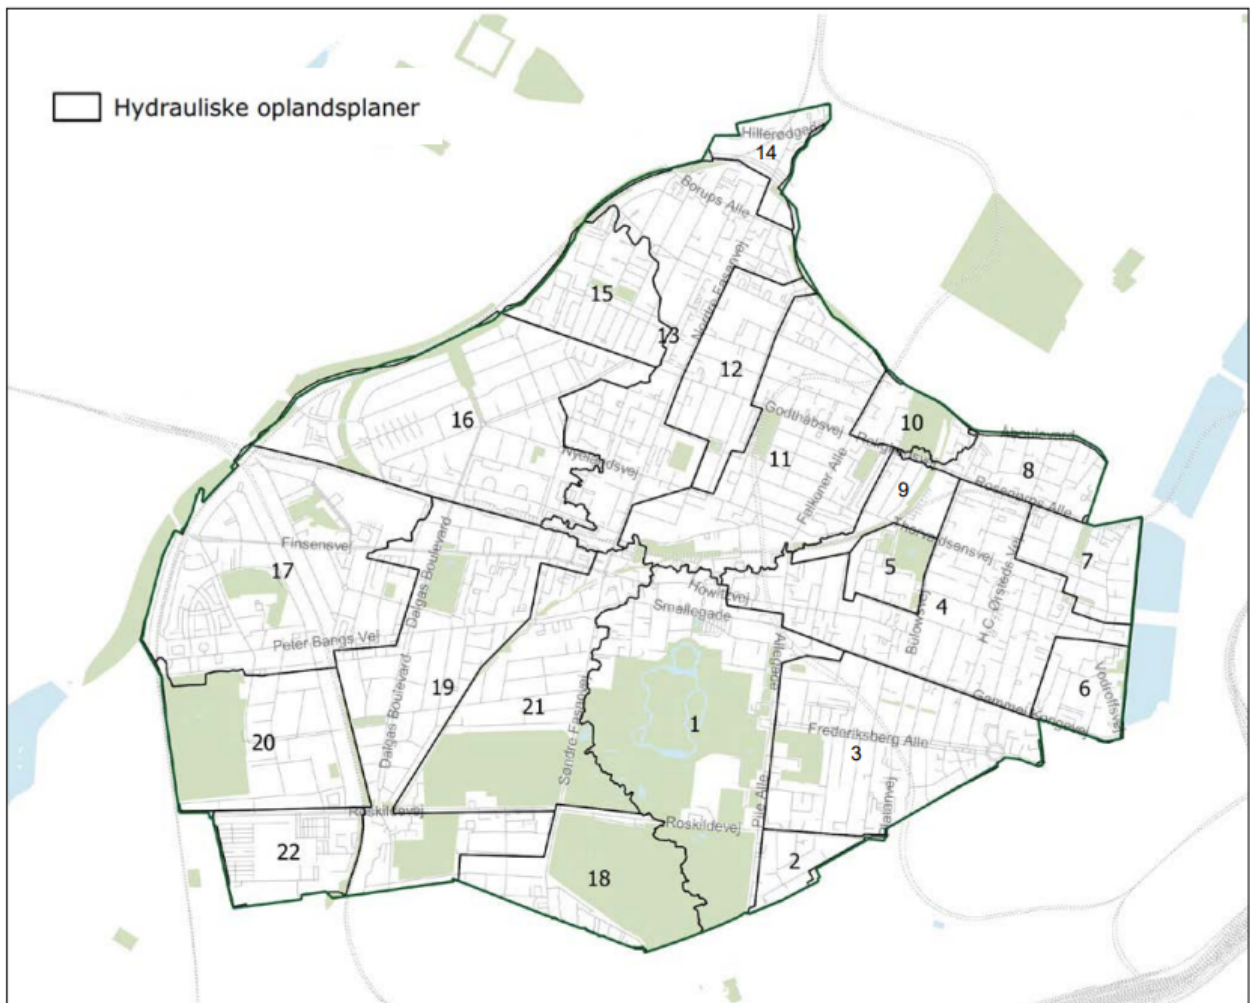 Hydrauliske oplandsplaner
Hillerødgade
14
Borups Alle
Nordre Fasanvej
15
13
12
16
Godthåbsvej
10
Nyelandsvej
11
Falkoner Alle
8
9
Rosenørns Alle
Thorvaldsensvej
Finsensvej
17
Dalgas Boulevard
5
7
Howitzvej
Smallegade
4
Bülowsvej
H.C. Ørsteds Vej
Peter Bangs Vej
Allegade
6
Vodroffsvej
19
21
1
Gammel Kongevej
20
Dalgas Boulevard
Søndre Fasanvej
Frederiksberg Alle
3
Pile Alle
Roskildevej
Roskildevej
22
18
2